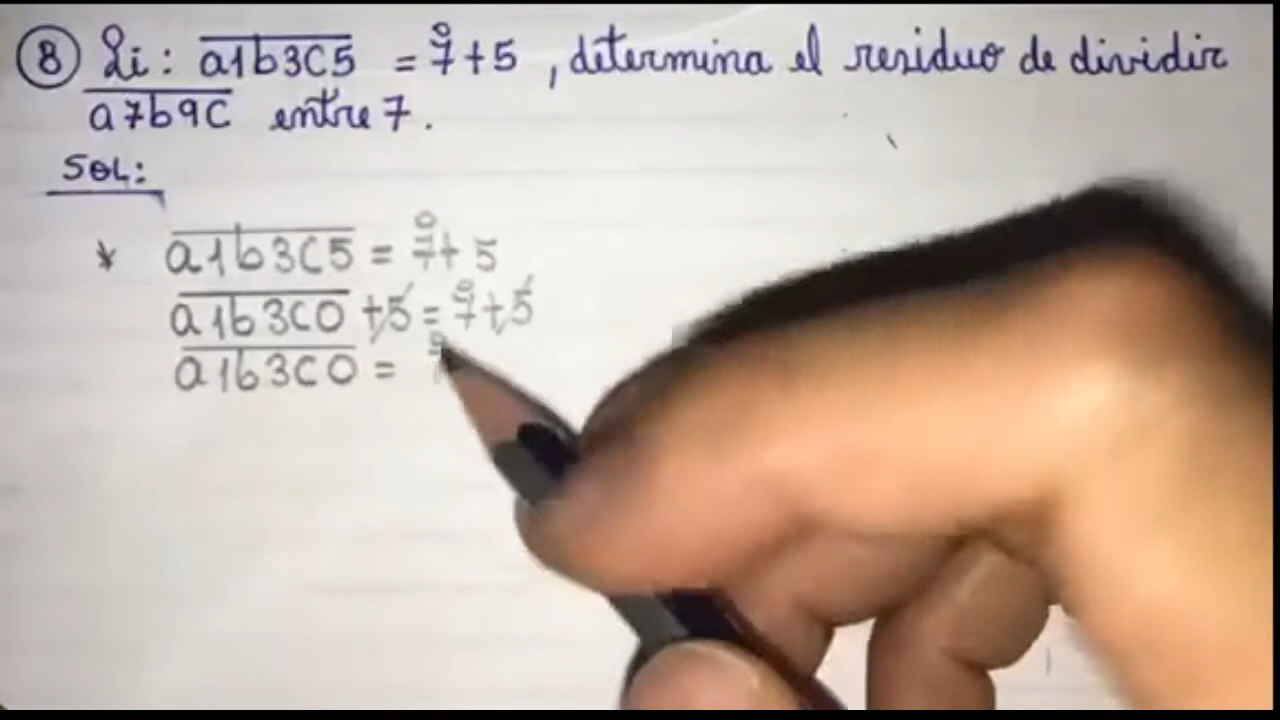 8 Si: a1b3c5 = 7̊+5, determina el residuo de dividir
a7b9c entre 7.
SOL:
* a1b3c5 = 7̊+ 5
a1b3c0 +5 = 7̊+5
a1b3c0 =